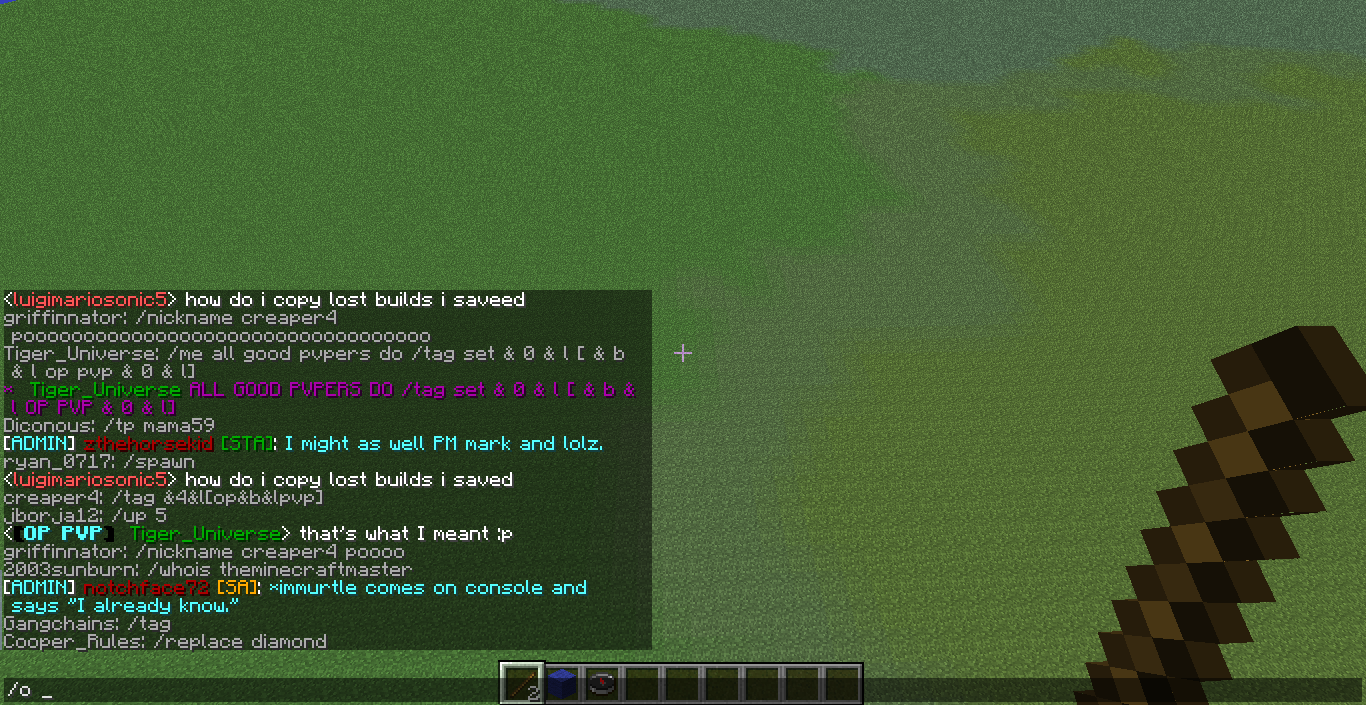 <luigimariosonic5> how do i copy lost builds i saveed
griffinnator: /nickname creaper4
poooooooooooooooooooooooooooooooooo
Tiger_Universe: /me all good pvpers do /tag set & 0 & l [ & b
& l op pvp & 0 & l]
* Tiger_Universe ALL GOOD PVPERS DO /tag set & 0 & l [ & b &
l OP PVP & 0 & l]
Diconous: /tp mama59
[ADMIN] zthehorsekid [STA]: I might as well PM mark and lolz.
ryan_0717: /spawn
<luigimariosonic5> how do i copy lost builds i saved
creaper4: /tag &4&l[op&b&lpvp]
jborja12: /up 5
<[OP PVP] Tiger_Universe> that's what I meant :p
griffinnator: /nickname creaper4 poooo
2003sunburn: /whois theminecraftmaster
[ADMIN] notchface72 [SA]: *immurtle comes on console and
says "I already know."
Gangchains: /tag
Cooper_Rules: /replace diamond
2
/o _